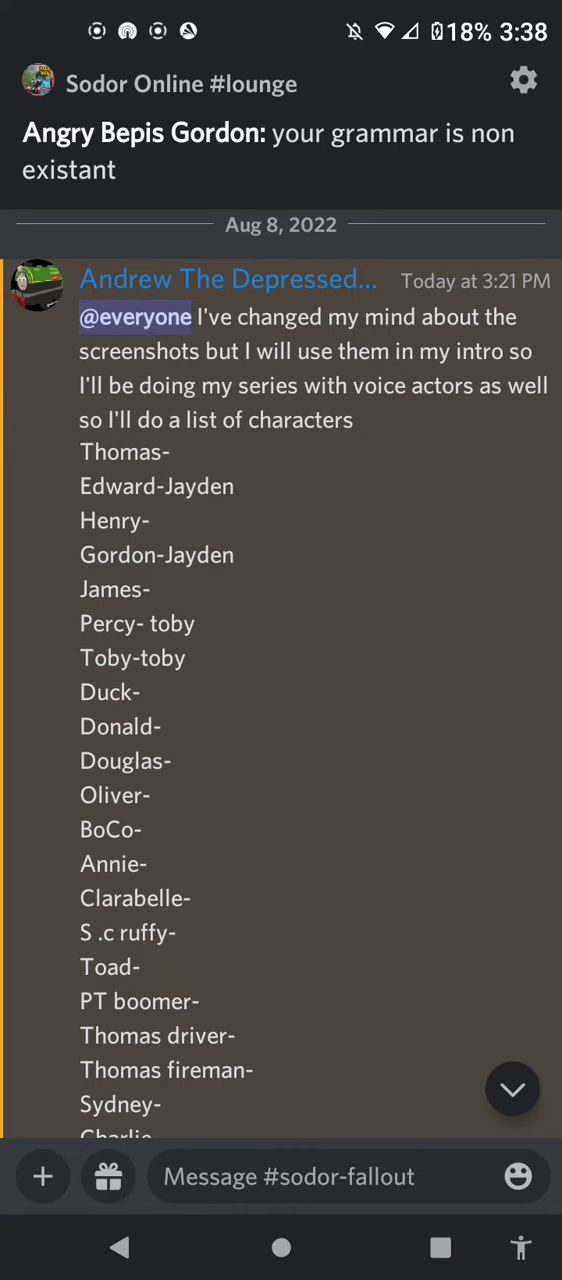 18% 3:38
Sodor Online #lounge
Angry Bepis Gordon: your grammar is non
existant
Aug 8, 2022
Andrew The Depressed... Today at 3:21 PM
@everyone I've changed my mind about the
screenshots but I will use them in my intro so
I'll be doing my series with voice actors as well
so I'll do a list of characters
Thomas-
Edward-Jayden
Henry-
Gordon-Jayden
James-
Percy- toby
Toby-toby
Duck-
Donald-
Douglas-
Oliver-
BoCo-
Annie-
Clarabelle-
S .c ruffy-
Toad-
PT boomer-
Thomas driver-
Thomas fireman-
Sydney-
Charlie
Message #sodor-fallout